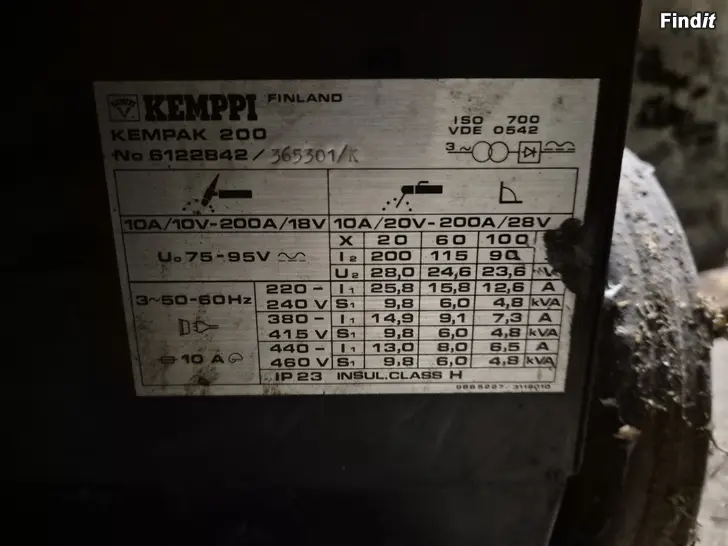 Findit
KEMPPI FINLAND
KEMPAK 200
No 6122842/365301/K
ISO 700
VDE 0542
3~
10A/10V-200A/18V 10A/20V-200A/28V
X 20 60 100
U₀ 75-95V I₂ 200 115 90
U₂ 28,0 24,6 23,6 V
3~50-60Hz 220- I₁ 25,8 15,8 12,6 A
240 V S₁ 9,8 6,0 4,8 kVA
380- I₁ 14,9 9,1 7,3 A
415 V S₁ 9,8 6,0 4,8 kVA
10 A 440- I₁ 13,0 8,0 6,5 A
460 V S₁ 9,8 6,0 4,8 kVA
IP 23 INSUL.CLASS H